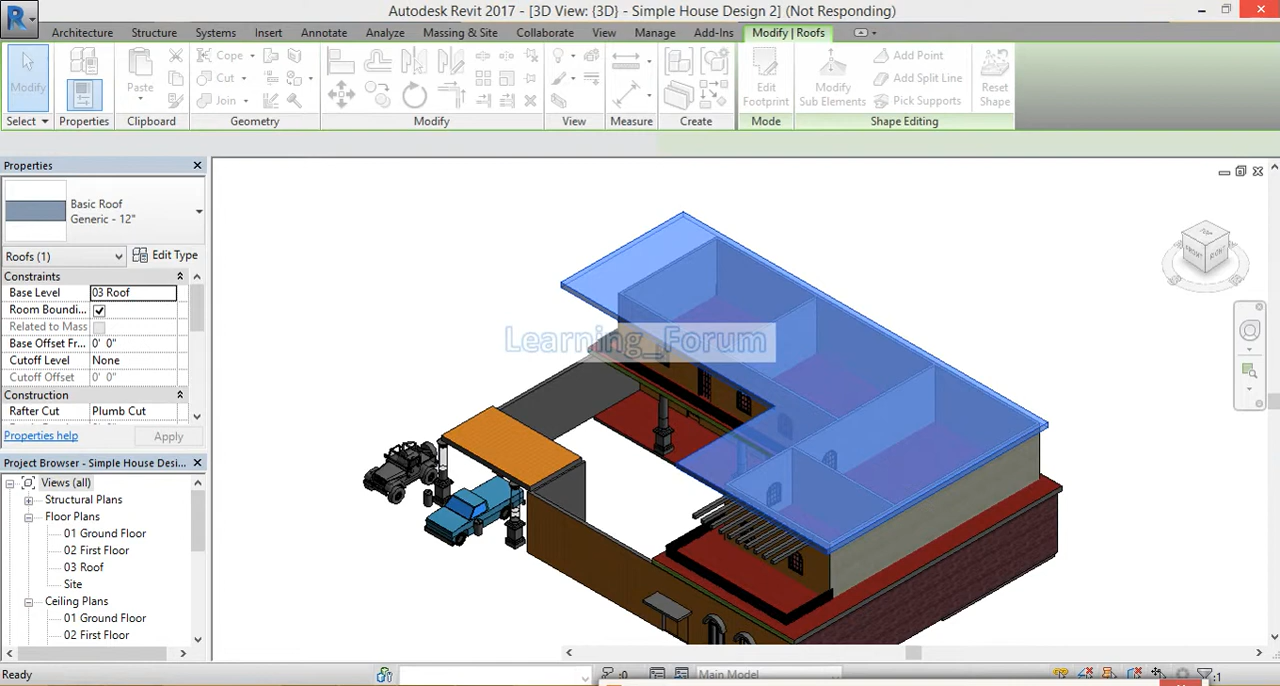 Autodesk Revit 2017 - [3D View: {3D} - Simple House Design 2] (Not Responding)
Architecture Structure Systems Insert Annotate Analyze Massing & Site Collaborate View Manage Add-Ins Modify | Roofs
Modify
Paste
Cope
Cut
Join
Edit Footprint
Modify Sub Elements
Add Point
Add Split Line
Pick Supports
Reset Shape
Select Properties Clipboard Geometry Modify View Measure Create Mode Shape Editing
Properties
Basic Roof
Generic - 12"
Roofs (1) Edit Type
Constraints
Base Level 03 Roof
Room Boundi...
Related to Mass
Base Offset Fr... 0' 0"
Cutoff Level None
Cutoff Offset 0' 0"
Construction
Rafter Cut Plumb Cut
Properties help Apply
Project Browser - Simple House Desi...
Views (all)
Structural Plans
Floor Plans
01 Ground Floor
02 First Floor
03 Roof
Site
Ceiling Plans
01 Ground Floor
02 First Floor
Learning_Forum
TOP
FRONT
RIGHT
Ready :0 Main Model :1